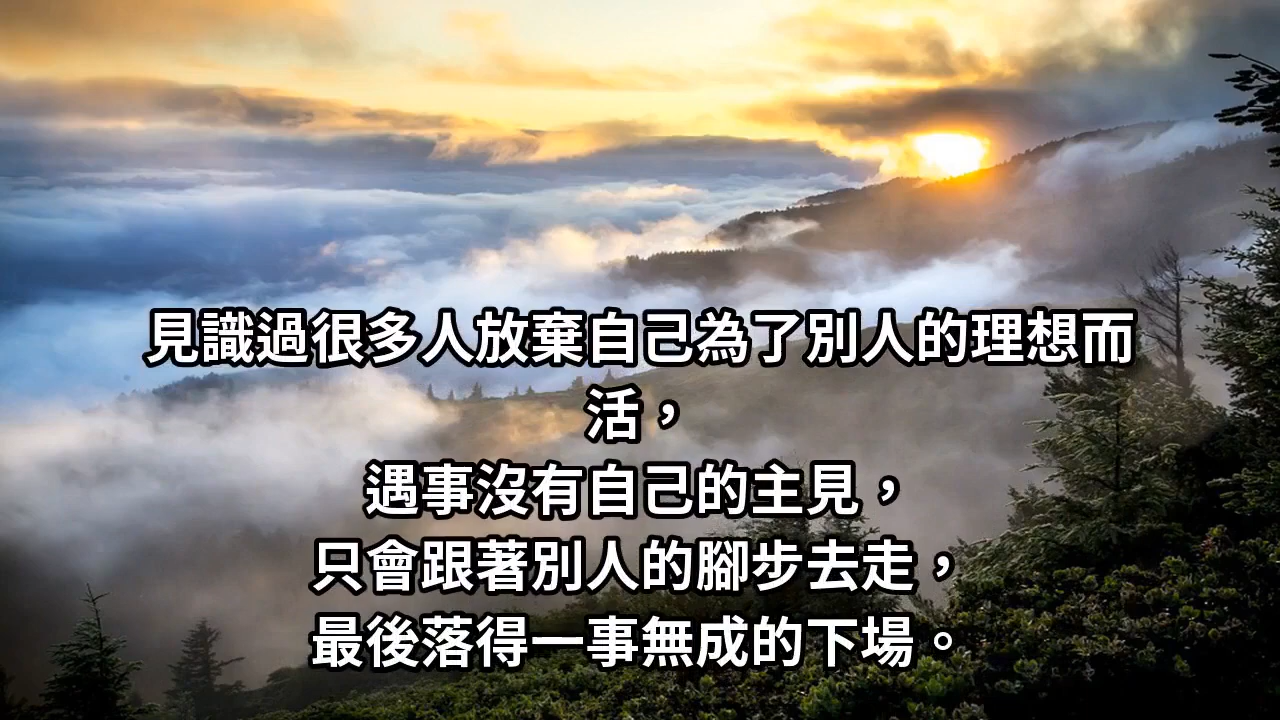 見識過很多人放棄自己為了別人的理想而
活，
遇事沒有自己的主見，
只會跟著別人的腳步去走，
最後落得一事無成的下場。